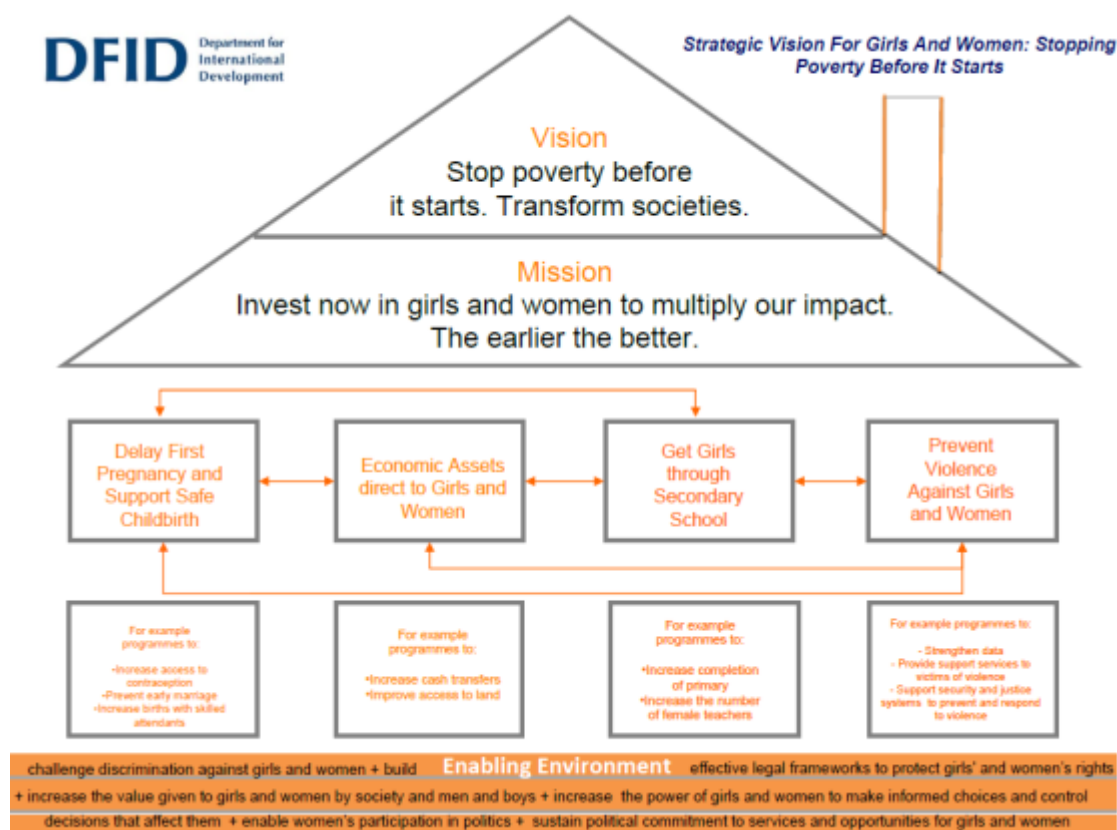 DFID
Department for
International
Development
Strategic Vision For Girls And Women: Stopping
Poverty Before It Starts
Vision
Stop poverty before
it starts. Transform societies.
Mission
Invest now in girls and women to multiply our impact.
The earlier the better.
Delay First
Pregnancy and
Support Safe
Childbirth
Economic Assets
direct to Girls and
Women
Get Girls
through
Secondary
School
Prevent
Violence
Against Girls
and Women
For example
programmes to:
•Increase access to
contraception
•Prevent early marriage
•Increase births with skilled
attendants
For example
programmes to:
•Increase cash transfers
•Improve access to land
For example
programmes to:
•Increase completion
of primary
•Increase the number
of female teachers
For example programmes to:
- Strengthen data
- Provide support services to
victims of violence
- Support security and justice
systems to prevent and respond
to violence
challenge discrimination against girls and women + build Enabling Environment effective legal frameworks to protect girls' and women's rights
+ increase the value given to girls and women by society and men and boys + increase the power of girls and women to make informed choices and control
decisions that affect them + enable women's participation in politics + sustain political commitment to services and opportunities for girls and women